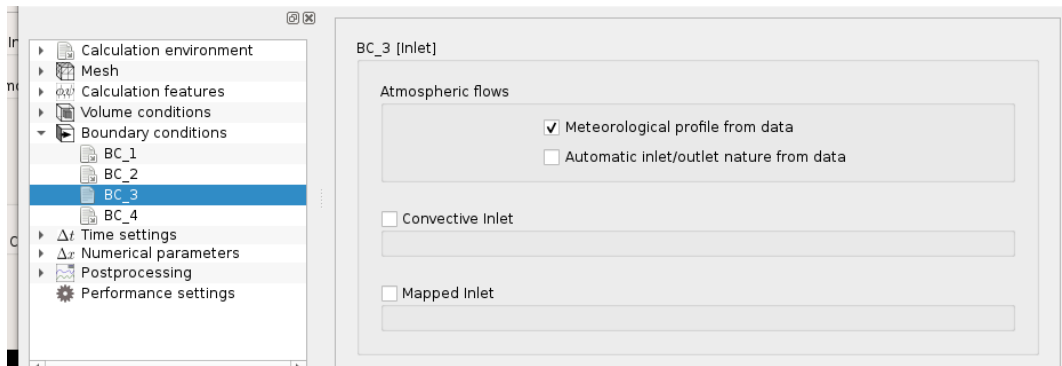 In
Calculation environment
Mesh
Calculation features
Volume conditions
Boundary conditions
BC_1
BC_2
BC_3
BC_4
Δt Time settings
Δx Numerical parameters
Postprocessing
Performance settings
BC_3 [Inlet]
Atmospheric flows
Meteorological profile from data
Automatic inlet/outlet nature from data
Convective Inlet
Mapped Inlet